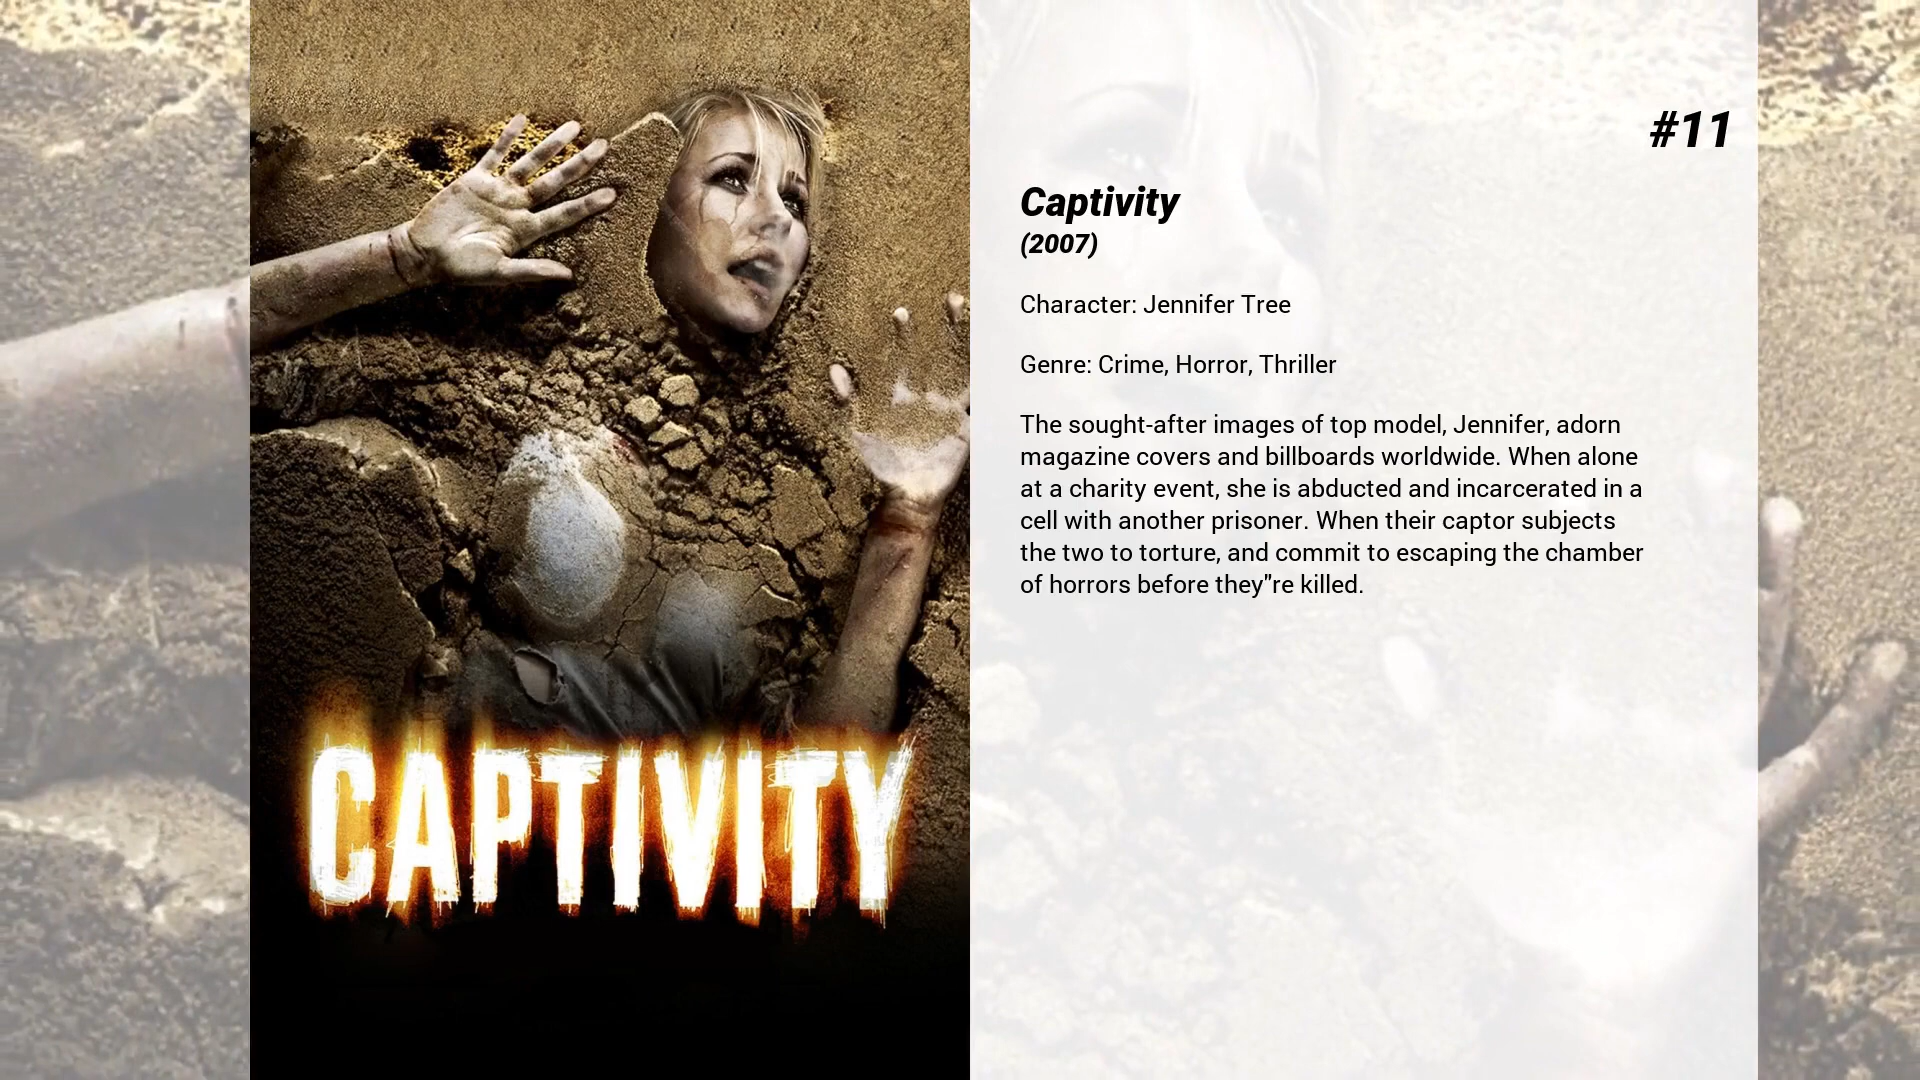 #11
Captivity
(2007)
Character: Jennifer Tree
Genre: Crime, Horror, Thriller
The sought-after images of top model, Jennifer, adorn
magazine covers and billboards worldwide. When alone
at a charity event, she is abducted and incarcerated in a
cell with another prisoner. When their captor subjects
the two to torture, and commit to escaping the chamber
of horrors before they"re killed.
CAPTIVITY